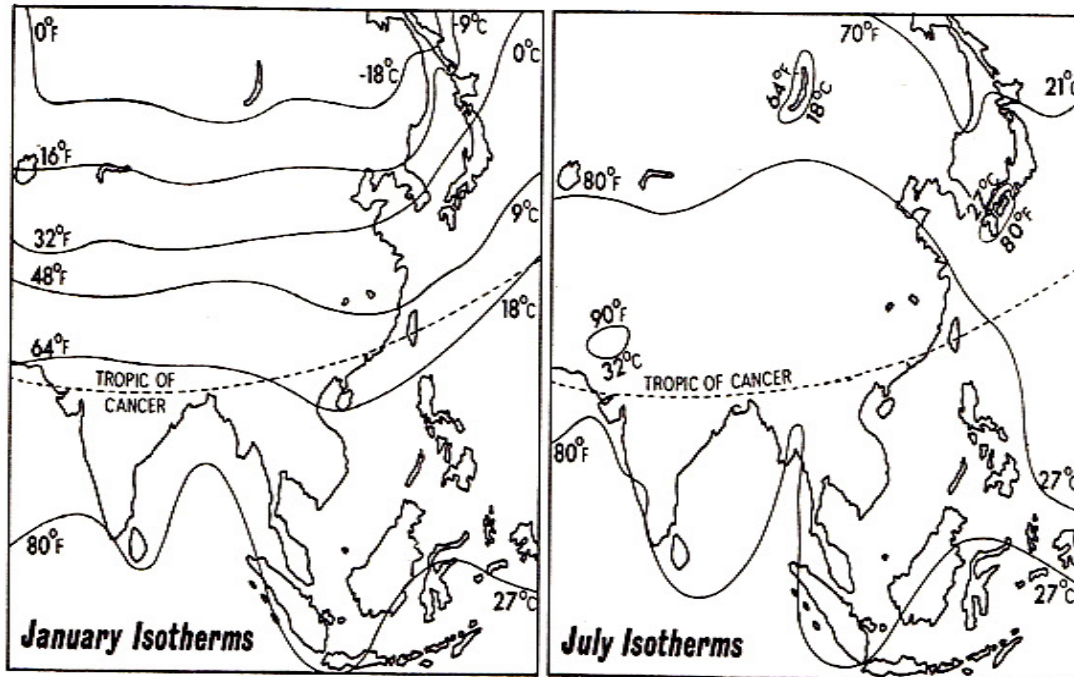 0°F
-9°C
0°C
-18°C
16°F
32°F
9°C
48°F
18°C
64°F
TROPIC OF
CANCER
80°F
27°C
January Isotherms
70°F
64°F
18°C
21°C
80°F
80°F
90°F
32°C
TROPIC OF CANCER
80°F
27°C
27°C
July Isotherms